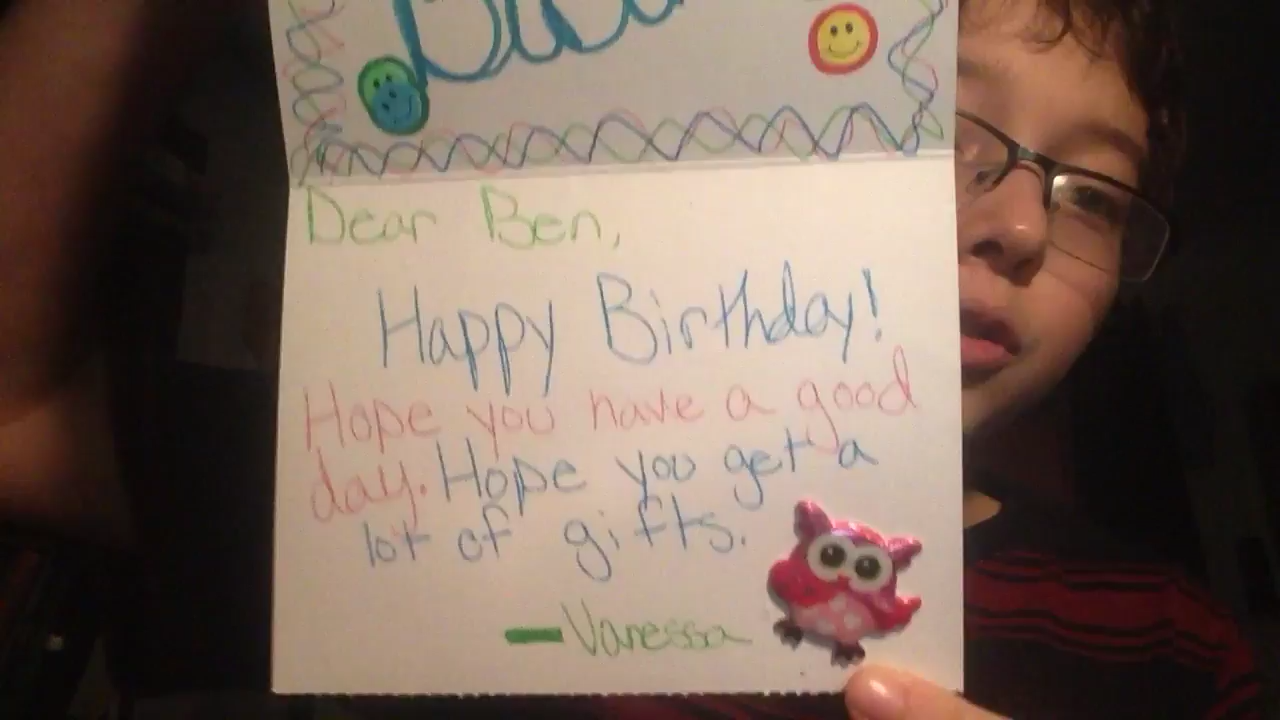 Dear Ben,
Happy Birthday!
Hope you have a good
day. Hope you get a
lot of gifts.
—Vanessa